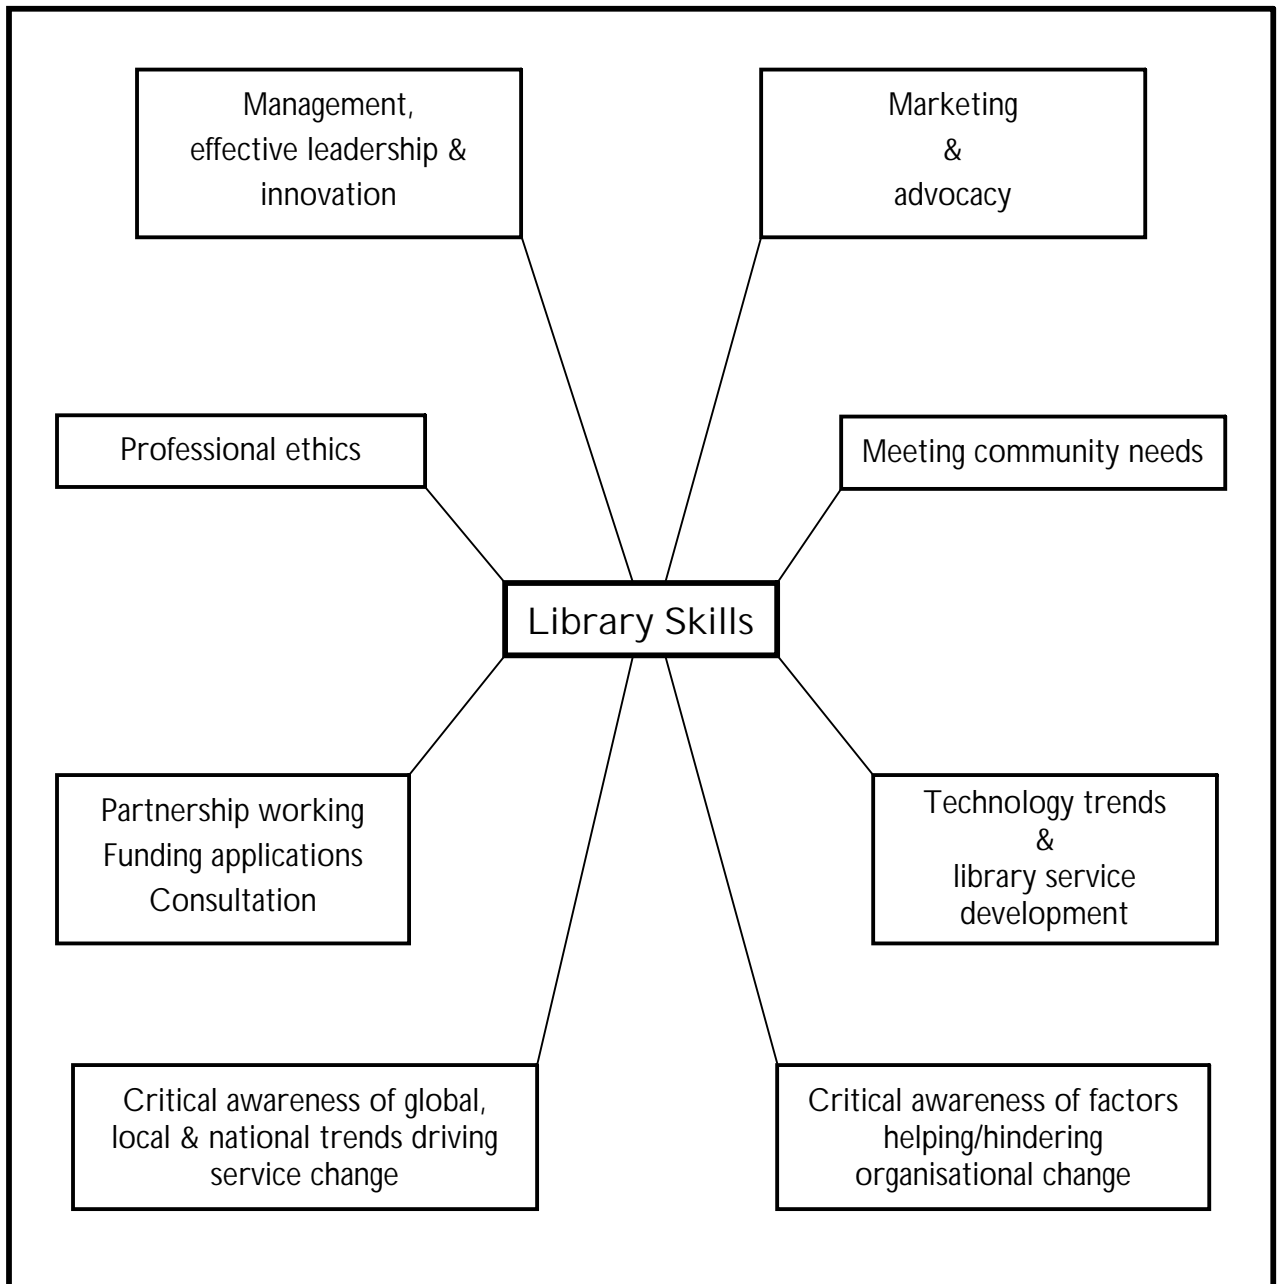 Management,
effective leadership &
innovation
Marketing
&
advocacy
Professional ethics
Meeting community needs
Library Skills
Partnership working
Funding applications
Consultation
Technology trends
&
library service
development
Critical awareness of global,
local & national trends driving
service change
Critical awareness of factors
helping/hindering
organisational change